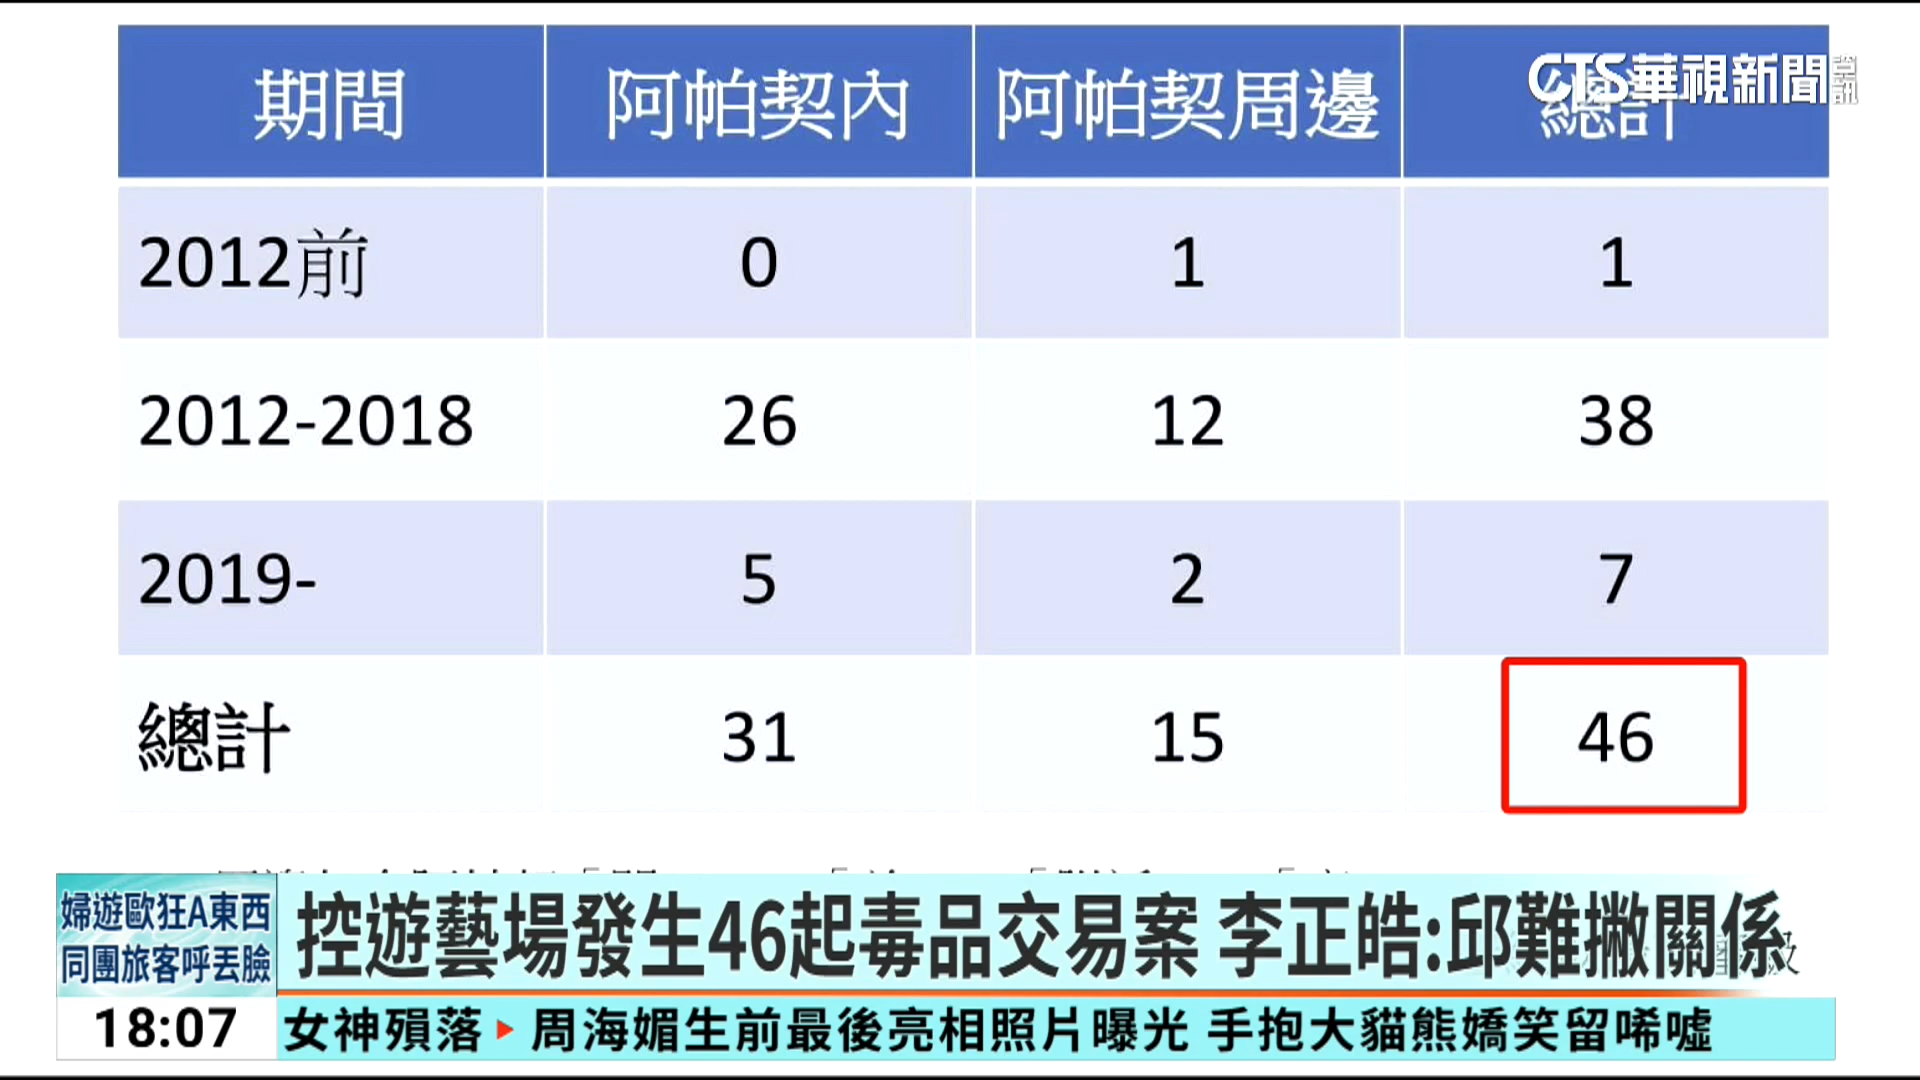 期間 阿帕契內 阿帕契周邊 總計
CTS華視新聞資訊
2012前 0 1 1
2012-2018 26 12 38
2019- 5 2 7
總計 31 15 46
婦遊歐狂A東西
同團旅客呼丟臉
控遊藝場發生46起毒品交易案 李正皓:邱難撇關係
18:07
女神殞落▸周海媚生前最後亮相照片曝光 手抱大貓熊嬌笑留唏噓